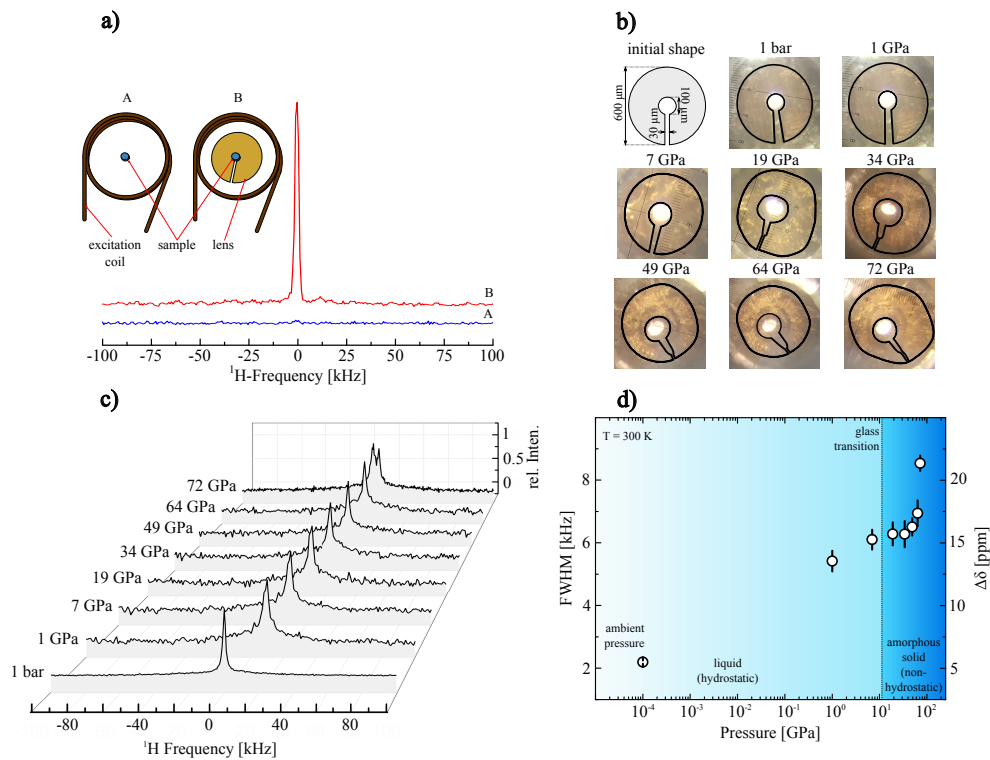 a)
A
B
excitation
coil
sample
lens
B
A
-100 -75 -50 -25 0 25 50 75 100
¹H-Frequency [kHz]
b)
initial shape
1 bar
1 GPa
600 μm
100 μm
30 μm
7 GPa
19 GPa
34 GPa
49 GPa
64 GPa
72 GPa
c)
1
0.5
0
rel. Inten.
72 GPa
64 GPa
49 GPa
34 GPa
19 GPa
7 GPa
1 GPa
1 bar
-80 -40 0 40 80
¹H Frequency [kHz]
d)
T = 300 K
glass
transition
8
6
4
2
FWHM [kHz]
20
15
10
5
Δδ [ppm]
ambient
pressure
liquid
(hydrostatic)
amorphous
solid
(non-
hydrostatic)
10⁻⁴ 10⁻³ 10⁻² 10⁻¹ 10⁰ 10¹ 10²
Pressure [GPa]